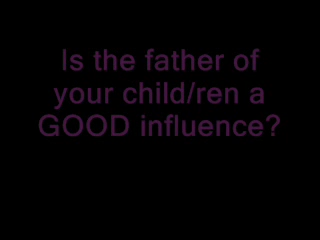 Is the father of
your child/ren a
GOOD influence?